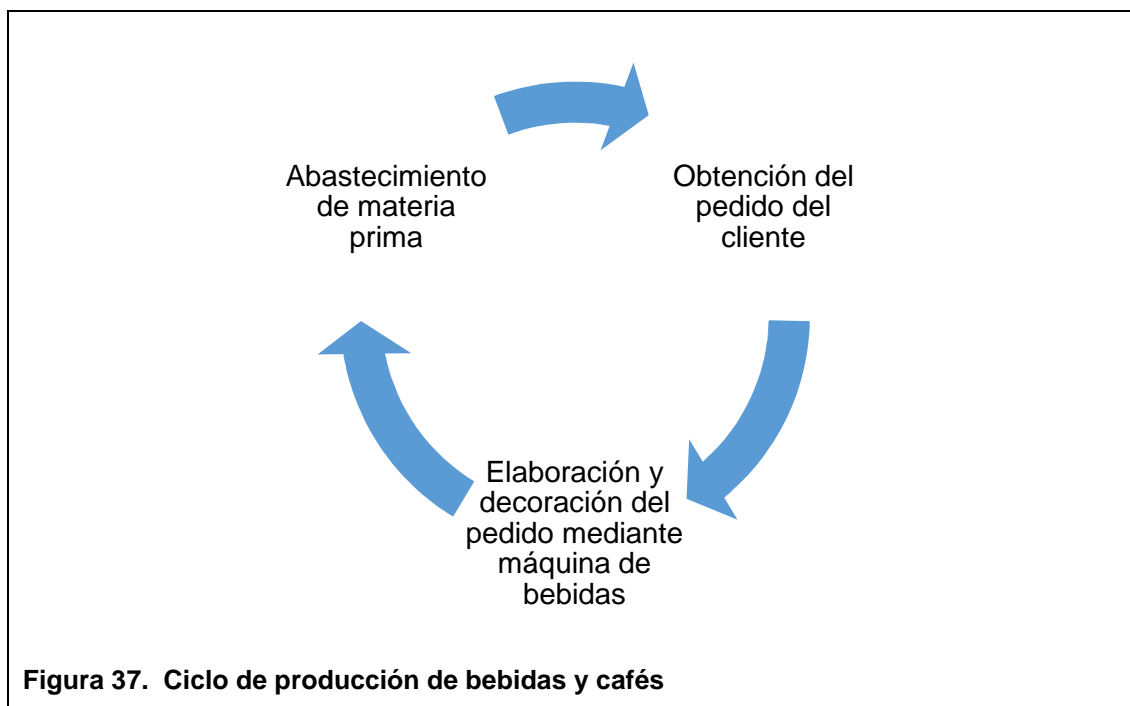 Abastecimiento
de materia
prima
Obtención del
pedido del
cliente
Elaboración y
decoración del
pedido mediante
máquina de
bebidas
Figura 37.  Ciclo de producción de bebidas y cafés